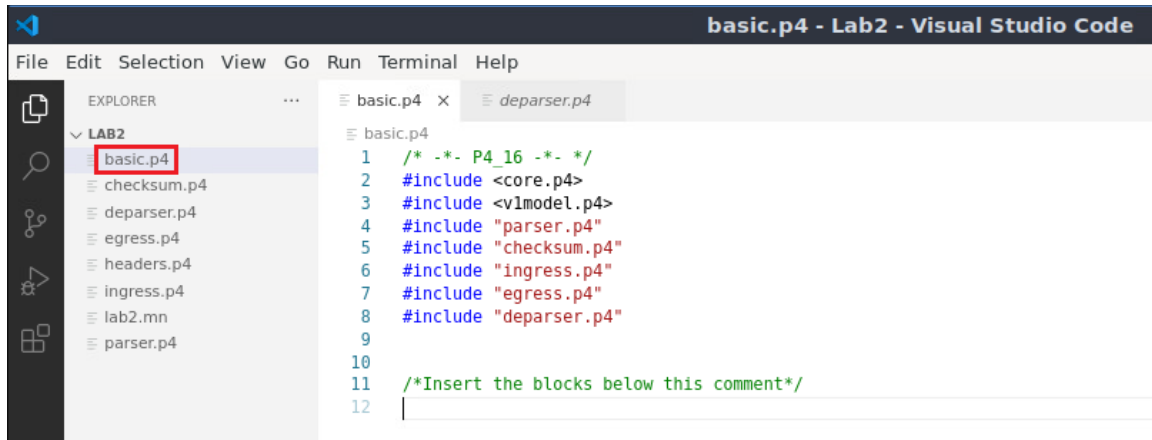 basic.p4 - Lab2 - Visual Studio Code
File Edit Selection View Go Run Terminal Help
EXPLORER ...
LAB2
basic.p4
checksum.p4
deparser.p4
egress.p4
headers.p4
ingress.p4
lab2.mn
parser.p4
basic.p4 × deparser.p4
basic.p4
1 /* -*- P4_16 -*- */
2 #include <core.p4>
3 #include <v1model.p4>
4 #include "parser.p4"
5 #include "checksum.p4"
6 #include "ingress.p4"
7 #include "egress.p4"
8 #include "deparser.p4"
9
10
11 /*Insert the blocks below this comment*/
12